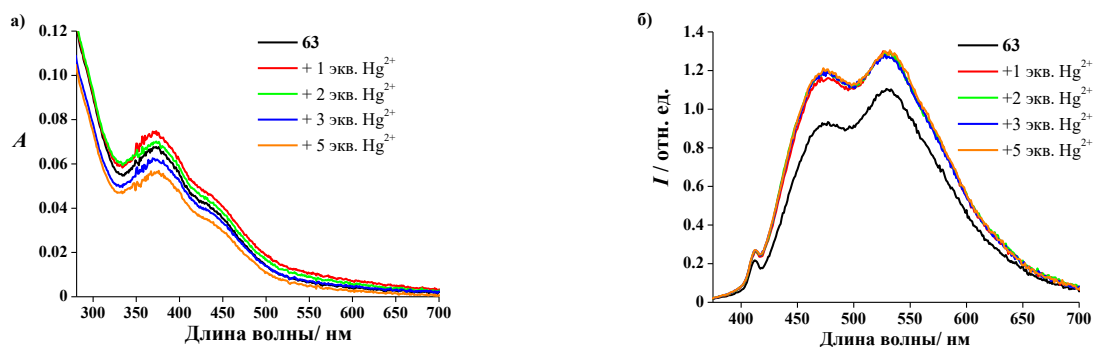 а)
0.12
0.10
0.08
0.06
0.04
0.02
0
A
300
350
400
450
500
550
600
650
700
Длина волны/ нм
63
+ 1 экв. Hg²⁺
+ 2 экв. Hg²⁺
+ 3 экв. Hg²⁺
+ 5 экв. Hg²⁺
б)
1.4
1.2
1.0
0.8
0.6
0.4
0.2
0
I / отн. ед.
400
450
500
550
600
650
700
Длина волны/ нм
63
+1 экв. Hg²⁺
+2 экв. Hg²⁺
+3 экв. Hg²⁺
+5 экв. Hg²⁺